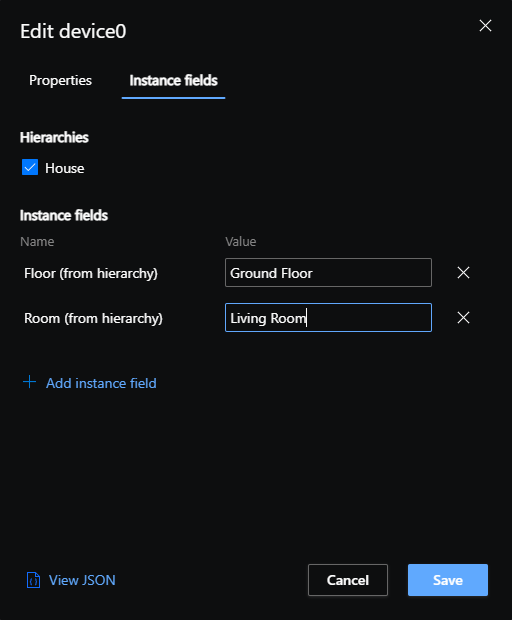 Edit device0
Properties Instance fields
Hierarchies
House
Instance fields
Name Value
Floor (from hierarchy) Ground Floor
Room (from hierarchy) Living Room
Add instance field
View JSON Cancel Save